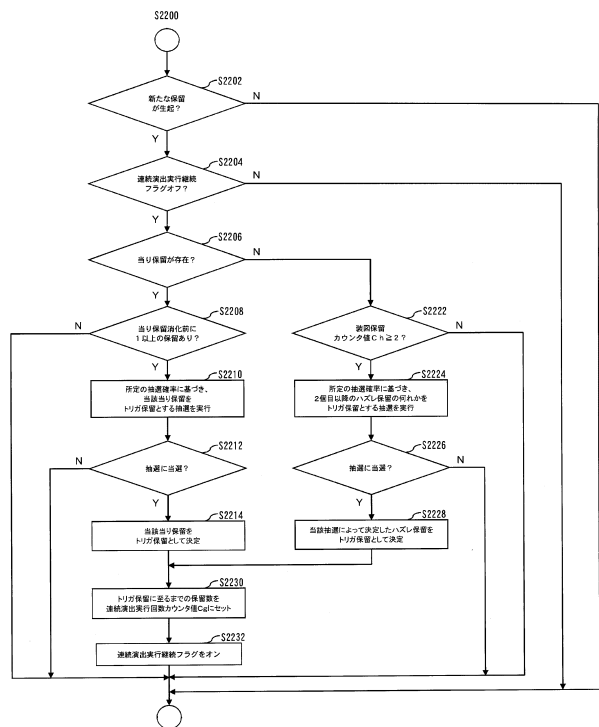 S2200
S2202
新たな保留
が生起?
N
Y
S2204
連続演出実行継続
フラグオフ?
N
Y
S2206
当り保留が存在?
N
Y
S2208
当り保留消化前に
1以上の保留あり?
N
Y
S2222
装図保留
カウンタ値Ch≧2?
N
Y
S2210
所定の抽選確率に基づき、
当該当り保留を
トリガ保留とする抽選を実行
S2224
所定の抽選確率に基づき、
2個目以降のハズレ保留の何れかを
トリガ保留とする抽選を実行
S2212
抽選に当選?
N
Y
S2226
抽選に当選?
N
Y
S2214
当該当り保留を
トリガ保留として決定
S2228
当該抽選によって決定したハズレ保留を
トリガ保留として決定
S2230
トリガ保留に至るまでの保留数を
連続演出実行回数カウンタ値Cgにセット
S2232
連続演出実行継続フラグをオン